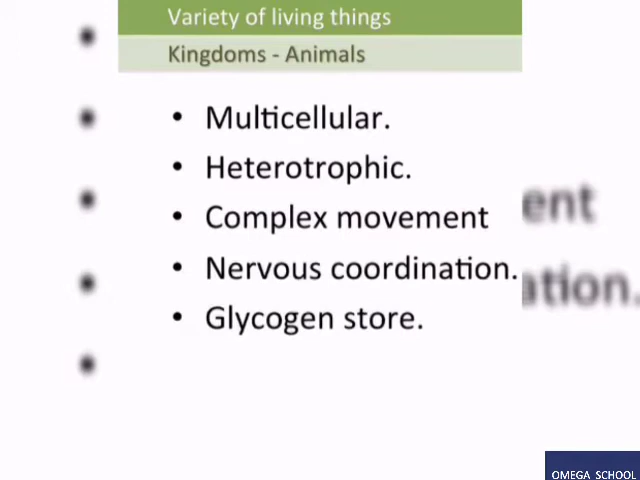 Variety of living things
Kingdoms - Animals
• Multicellular.
• Heterotrophic.
• Complex movement
• Nervous coordination.
• Glycogen store.
ent
ation.
OMEGA SCHOOL